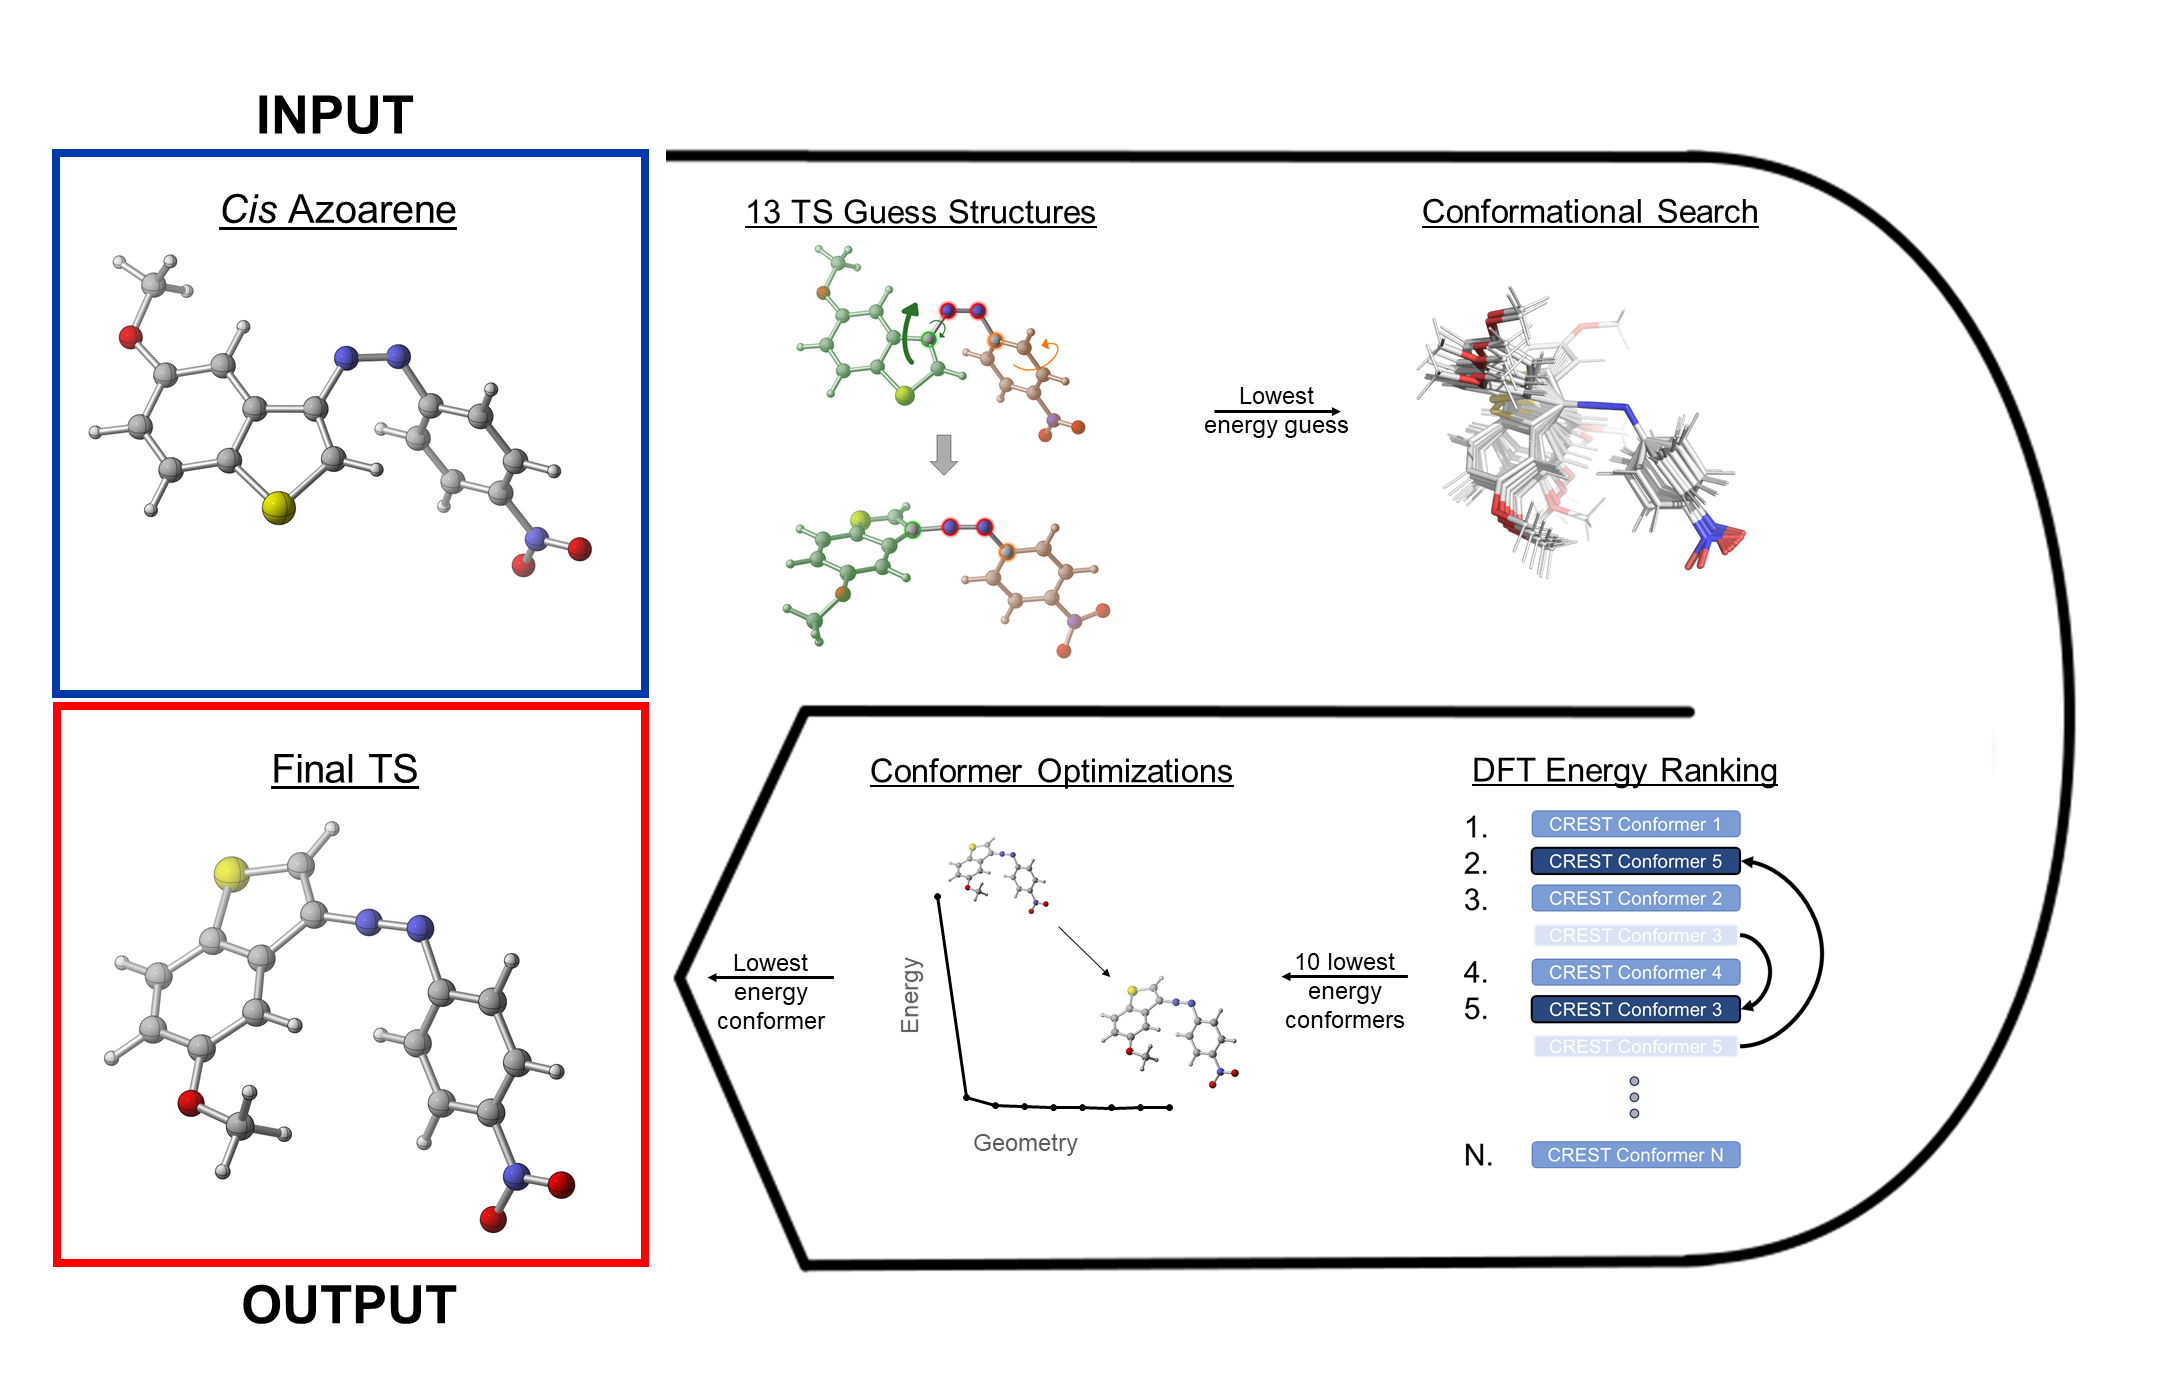 INPUT
Cis Azoarene
13 TS Guess Structures
Lowest
energy guess
Conformational Search
DFT Energy Ranking
1. CREST Conformer 1
2. CREST Conformer 5
3. CREST Conformer 2
CREST Conformer 3
4. CREST Conformer 4
5. CREST Conformer 3
CREST Conformer 5
N. CREST Conformer N
10 lowest
energy
conformers
Conformer Optimizations
Energy
Geometry
Lowest
energy
conformer
Final TS
OUTPUT